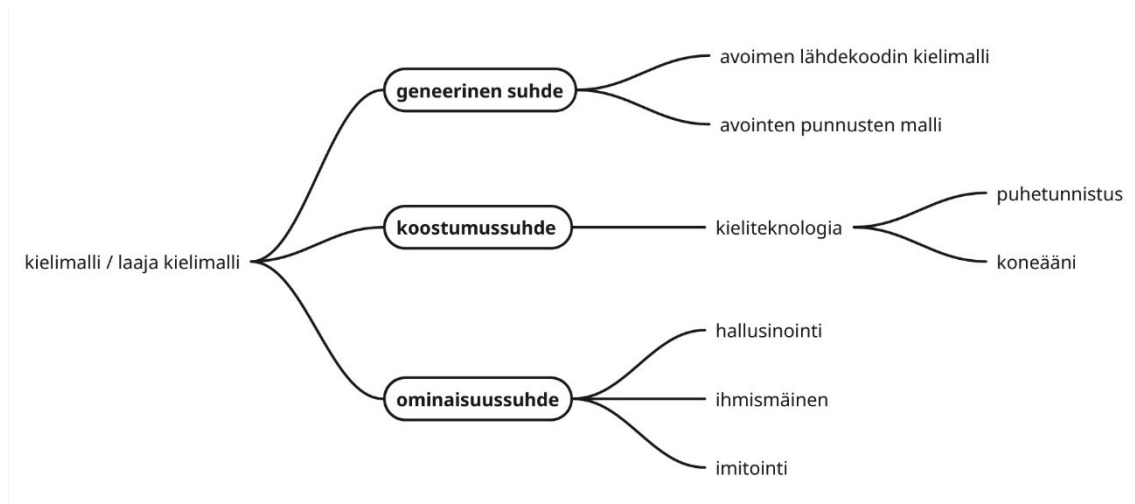 kielimalli / laaja kielimalli
geneerinen suhde
avoimen lähdekoodin kielimalli
avointen punnusten malli
koostumussuhde
kieliteknologia
puhetunnistus
koneääni
ominaisuussuhde
hallusinointi
ihmismäinen
imitointi